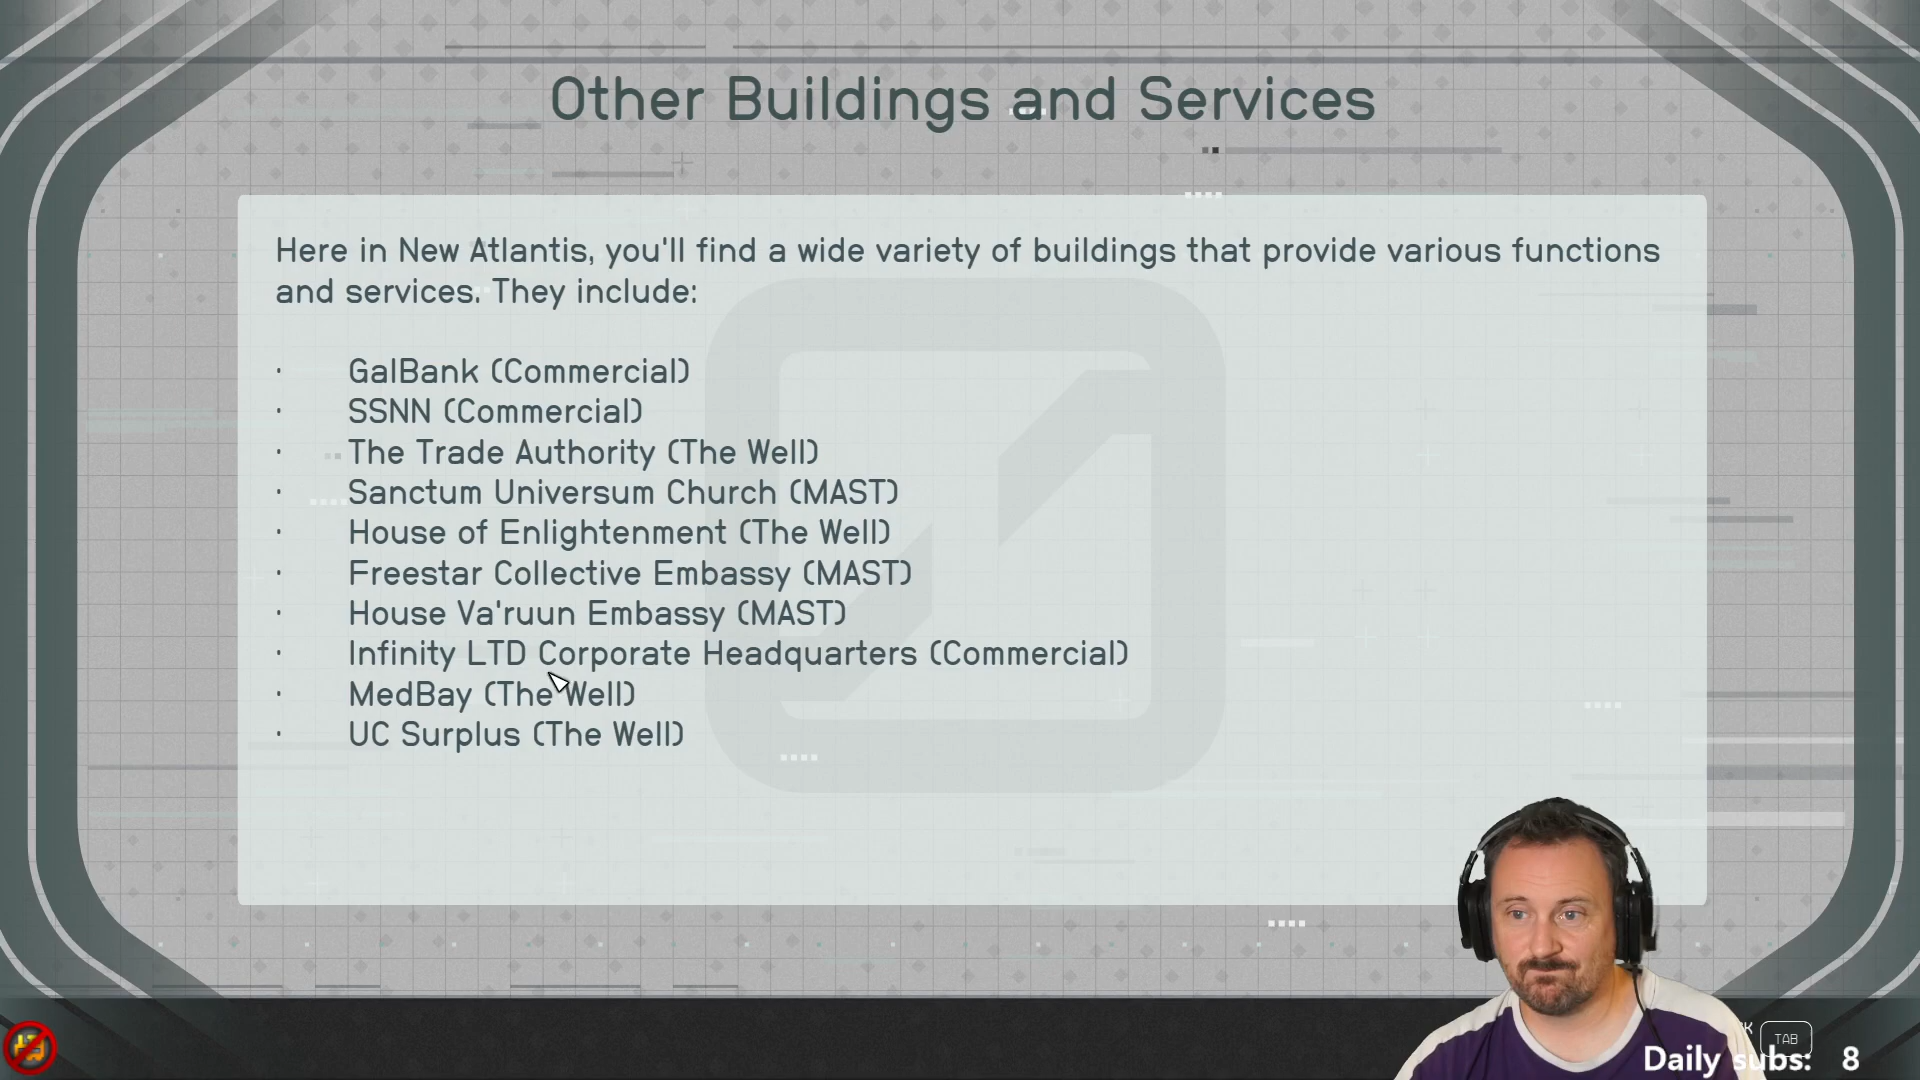 Other Buildings and Services
Here in New Atlantis, you'll find a wide variety of buildings that provide various functions
and services. They include:
· GalBank (Commercial)
· SSNN (Commercial)
· The Trade Authority (The Well)
· Sanctum Universum Church (MAST)
· House of Enlightenment (The Well)
· Freestar Collective Embassy (MAST)
· House Va'ruun Embassy (MAST)
· Infinity LTD Corporate Headquarters (Commercial)
· MedBay (The Well)
· UC Surplus (The Well)
TAB
Daily subs: 8